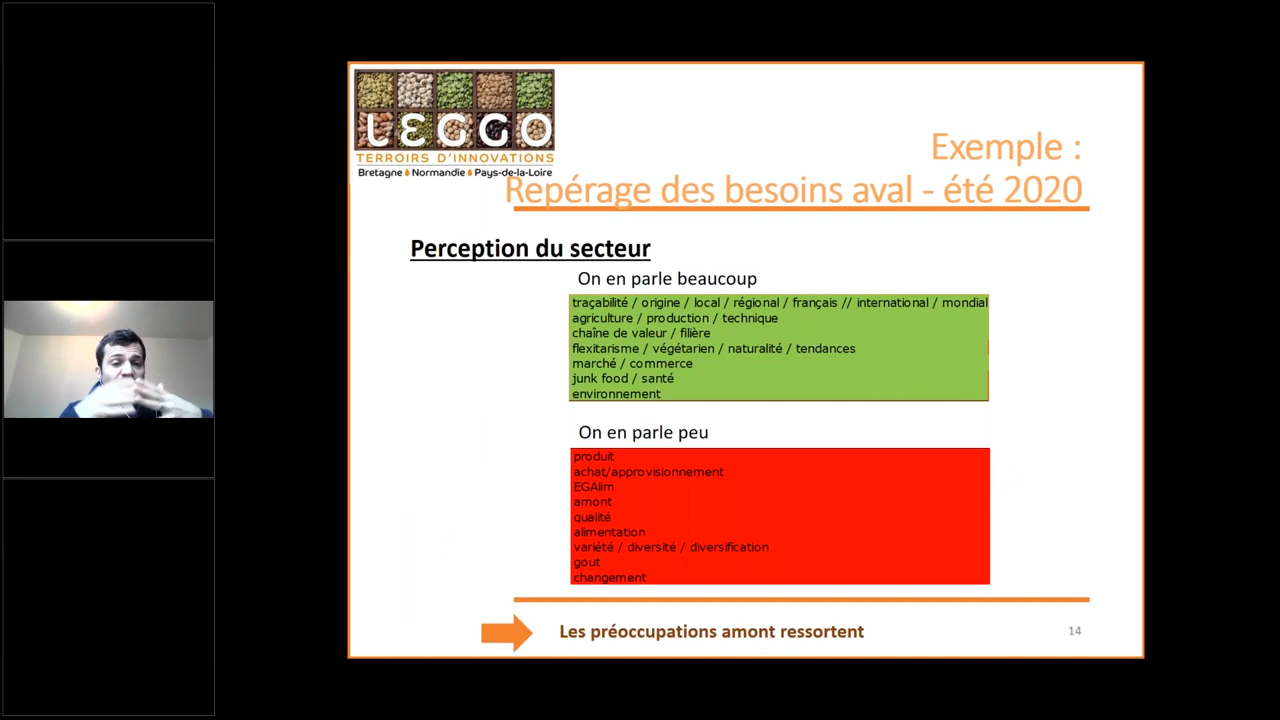 LEGGO
TERROIRS D'INNOVATIONS
Bretagne Normandie Pays-de-la-Loire
Exemple :
Repérage des besoins aval - été 2020
Perception du secteur
On en parle beaucoup
traçabilité / origine / local / régional / français // international / mondial
agriculture / production / technique
chaîne de valeur / filière
flexitarisme / végétarien / naturalité / tendances
marché / commerce
junk food / santé
environnement
On en parle peu
produit
achat/approvisionnement
EGAlim
amont
qualité
alimentation
variété / diversité / diversification
gout
changement
Les préoccupations amont ressortent
14